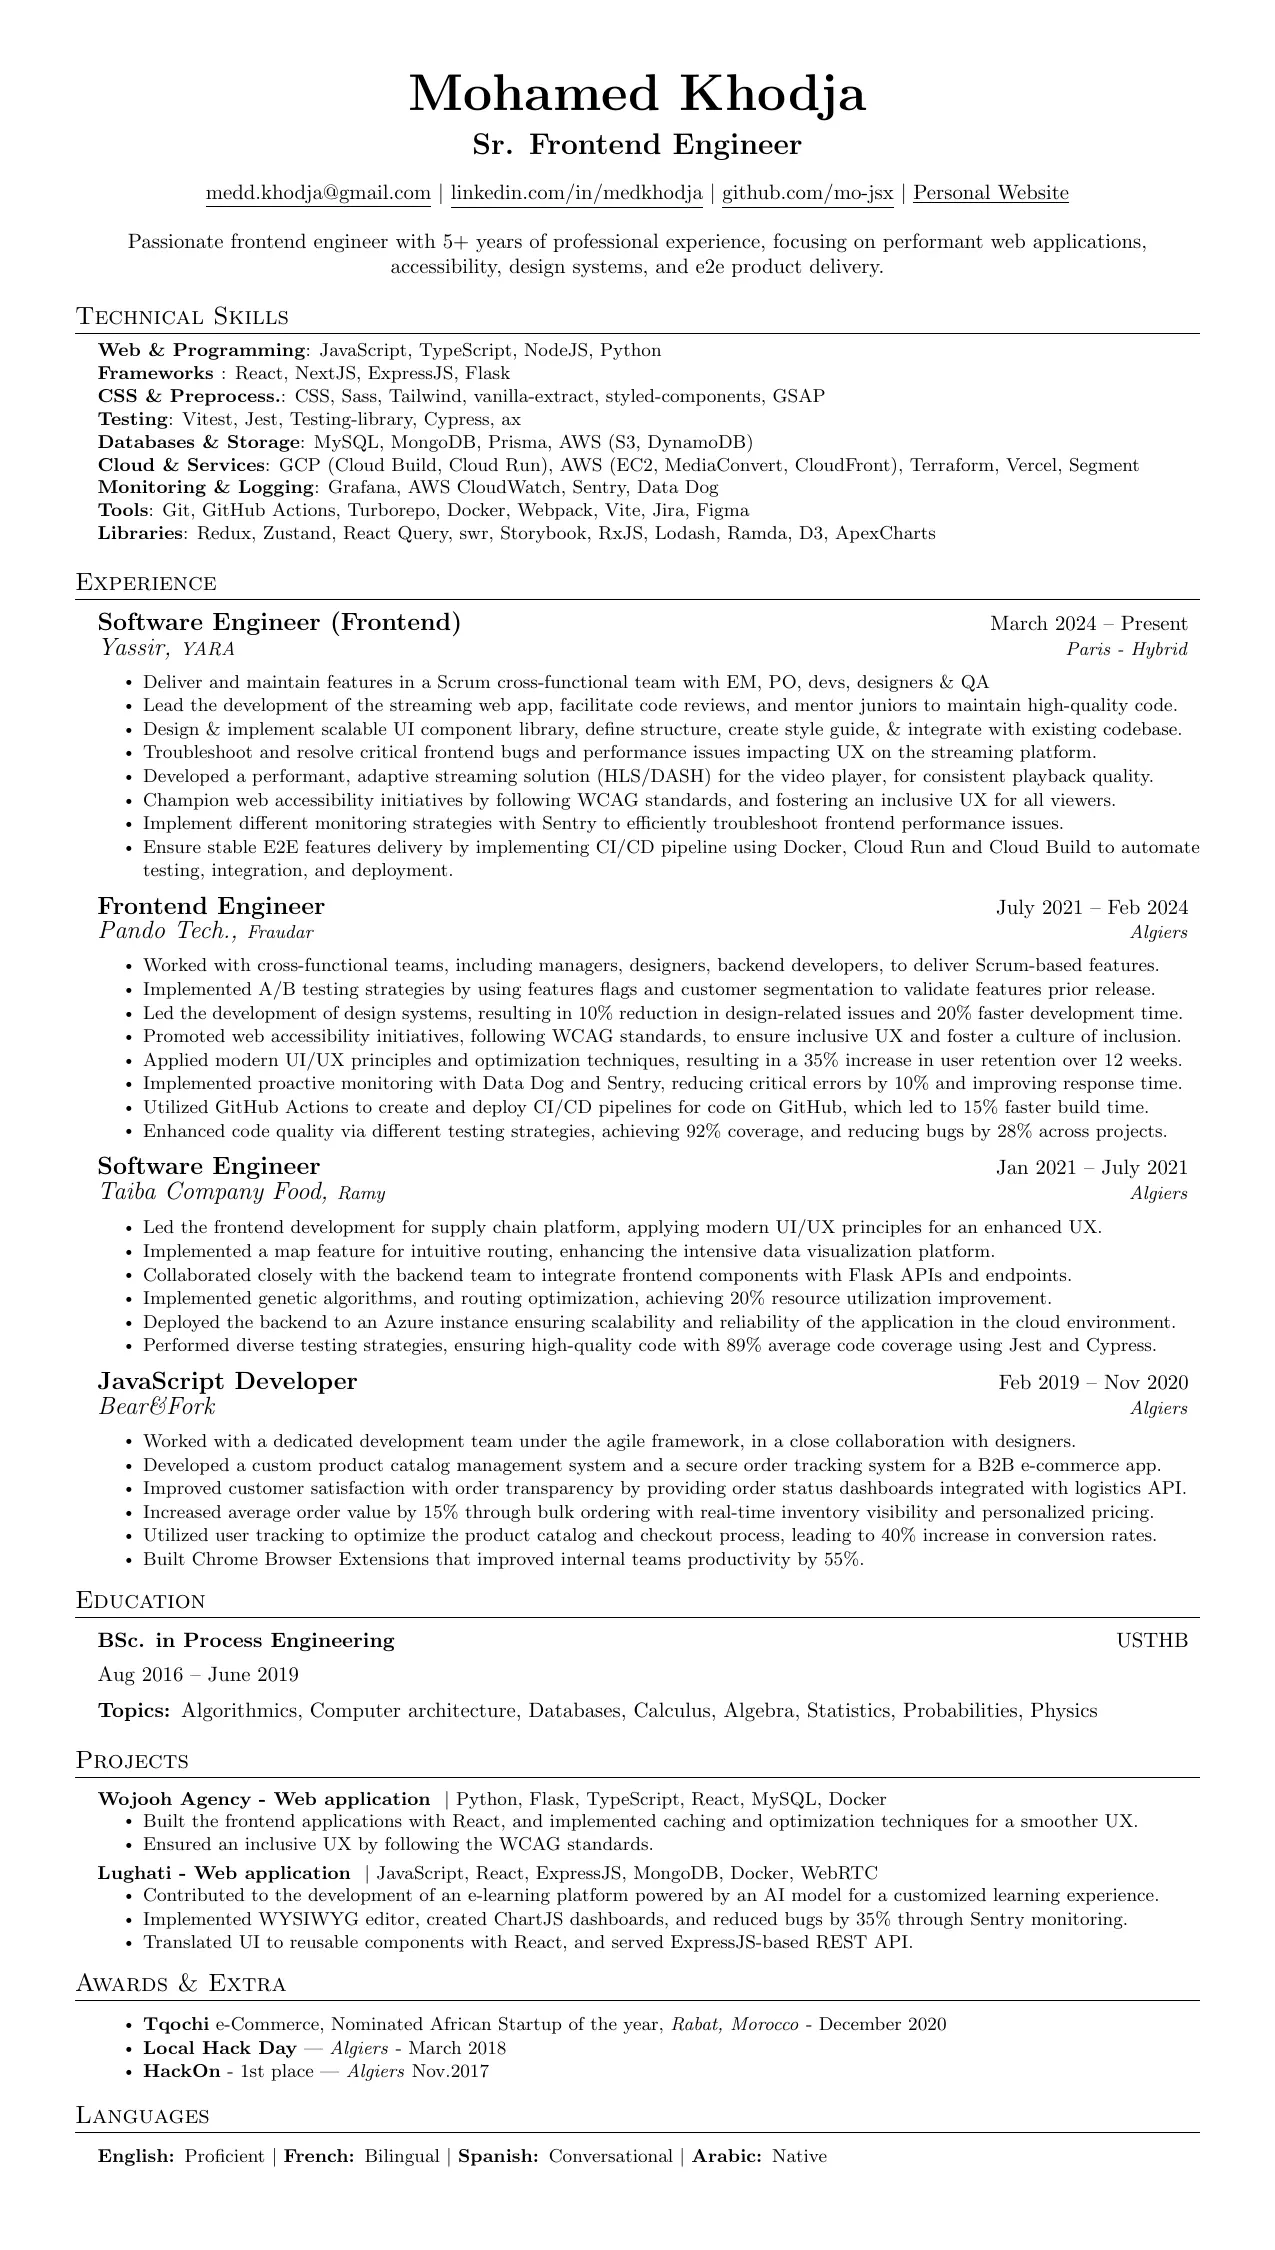 Mohamed Khodja
Sr. Frontend Engineer
medd.khodja@gmail.com | linkedin.com/in/medkhodja | github.com/mo-jsx | Personal Website
Passionate frontend engineer with 5+ years of professional experience, focusing on performant web applications,
accessibility, design systems, and e2e product delivery.
Technical Skills
Web & Programming: JavaScript, TypeScript, NodeJS, Python
Frameworks : React, NextJS, ExpressJS, Flask
CSS & Preprocess.: CSS, Sass, Tailwind, vanilla-extract, styled-components, GSAP
Testing: Vitest, Jest, Testing-library, Cypress, ax
Databases & Storage: MySQL, MongoDB, Prisma, AWS (S3, DynamoDB)
Cloud & Services: GCP (Cloud Build, Cloud Run), AWS (EC2, MediaConvert, CloudFront), Terraform, Vercel, Segment
Monitoring & Logging: Grafana, AWS CloudWatch, Sentry, Data Dog
Tools: Git, GitHub Actions, Turborepo, Docker, Webpack, Vite, Jira, Figma
Libraries: Redux, Zustand, React Query, swr, Storybook, RxJS, Lodash, Ramda, D3, ApexCharts
Experience
Software Engineer (Frontend) March 2024 – Present
Yassir, YARA Paris - Hybrid
• Deliver and maintain features in a Scrum cross-functional team with EM, PO, devs, designers & QA
• Lead the development of the streaming web app, facilitate code reviews, and mentor juniors to maintain high-quality code.
• Design & implement scalable UI component library, define structure, create style guide, & integrate with existing codebase.
• Troubleshoot and resolve critical frontend bugs and performance issues impacting UX on the streaming platform.
• Developed a performant, adaptive streaming solution (HLS/DASH) for the video player, for consistent playback quality.
• Champion web accessibility initiatives by following WCAG standards, and fostering an inclusive UX for all viewers.
• Implement different monitoring strategies with Sentry to efficiently troubleshoot frontend performance issues.
• Ensure stable E2E features delivery by implementing CI/CD pipeline using Docker, Cloud Run and Cloud Build to automate
testing, integration, and deployment.
Frontend Engineer July 2021 – Feb 2024
Pando Tech., Fraudar Algiers
• Worked with cross-functional teams, including managers, designers, backend developers, to deliver Scrum-based features.
• Implemented A/B testing strategies by using features flags and customer segmentation to validate features prior release.
• Led the development of design systems, resulting in 10% reduction in design-related issues and 20% faster development time.
• Promoted web accessibility initiatives, following WCAG standards, to ensure inclusive UX and foster a culture of inclusion.
• Applied modern UI/UX principles and optimization techniques, resulting in a 35% increase in user retention over 12 weeks.
• Implemented proactive monitoring with Data Dog and Sentry, reducing critical errors by 10% and improving response time.
• Utilized GitHub Actions to create and deploy CI/CD pipelines for code on GitHub, which led to 15% faster build time.
• Enhanced code quality via different testing strategies, achieving 92% coverage, and reducing bugs by 28% across projects.
Software Engineer Jan 2021 – July 2021
Taiba Company Food, Ramy Algiers
• Led the frontend development for supply chain platform, applying modern UI/UX principles for an enhanced UX.
• Implemented a map feature for intuitive routing, enhancing the intensive data visualization platform.
• Collaborated closely with the backend team to integrate frontend components with Flask APIs and endpoints.
• Implemented genetic algorithms, and routing optimization, achieving 20% resource utilization improvement.
• Deployed the backend to an Azure instance ensuring scalability and reliability of the application in the cloud environment.
• Performed diverse testing strategies, ensuring high-quality code with 89% average code coverage using Jest and Cypress.
JavaScript Developer Feb 2019 – Nov 2020
Bear&Fork Algiers
• Worked with a dedicated development team under the agile framework, in a close collaboration with designers.
• Developed a custom product catalog management system and a secure order tracking system for a B2B e-commerce app.
• Improved customer satisfaction with order transparency by providing order status dashboards integrated with logistics API.
• Increased average order value by 15% through bulk ordering with real-time inventory visibility and personalized pricing.
• Utilized user tracking to optimize the product catalog and checkout process, leading to 40% increase in conversion rates.
• Built Chrome Browser Extensions that improved internal teams productivity by 55%.
Education
BSc. in Process Engineering USTHB
Aug 2016 – June 2019
Topics: Algorithmics, Computer architecture, Databases, Calculus, Algebra, Statistics, Probabilities, Physics
Projects
Wojooh Agency - Web application | Python, Flask, TypeScript, React, MySQL, Docker
• Built the frontend applications with React, and implemented caching and optimization techniques for a smoother UX.
• Ensured an inclusive UX by following the WCAG standards.
Lughati - Web application | JavaScript, React, ExpressJS, MongoDB, Docker, WebRTC
• Contributed to the development of an e-learning platform powered by an AI model for a customized learning experience.
• Implemented WYSIWYG editor, created ChartJS dashboards, and reduced bugs by 35% through Sentry monitoring.
• Translated UI to reusable components with React, and served ExpressJS-based REST API.
Awards & Extra
• Tqochi e-Commerce, Nominated African Startup of the year, Rabat, Morocco - December 2020
• Local Hack Day — Algiers - March 2018
• HackOn - 1st place — Algiers Nov.2017
Languages
English: Proficient | French: Bilingual | Spanish: Conversational | Arabic: Native